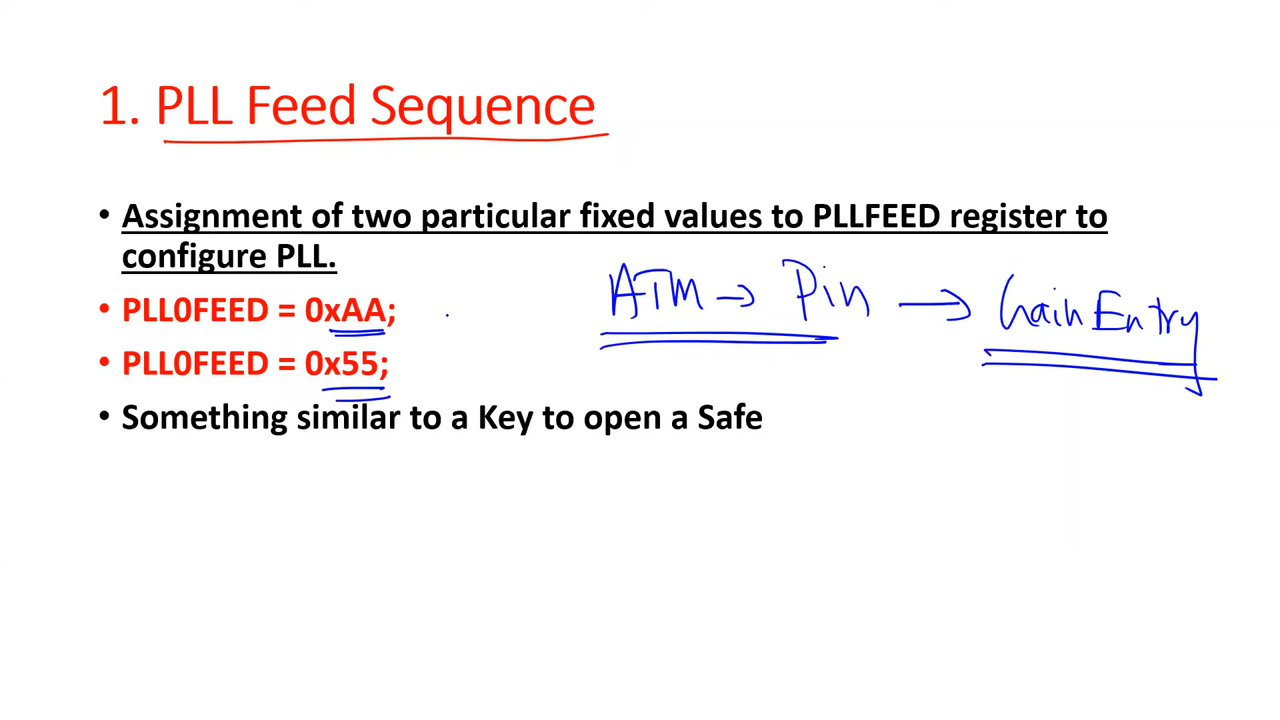 1. PLL Feed Sequence
• Assignment of two particular fixed values to PLLFEED register to
configure PLL.
ATM → Pin → Gain Entry
• PLL0FEED = 0xAA;
• PLL0FEED = 0x55;
• Something similar to a Key to open a Safe